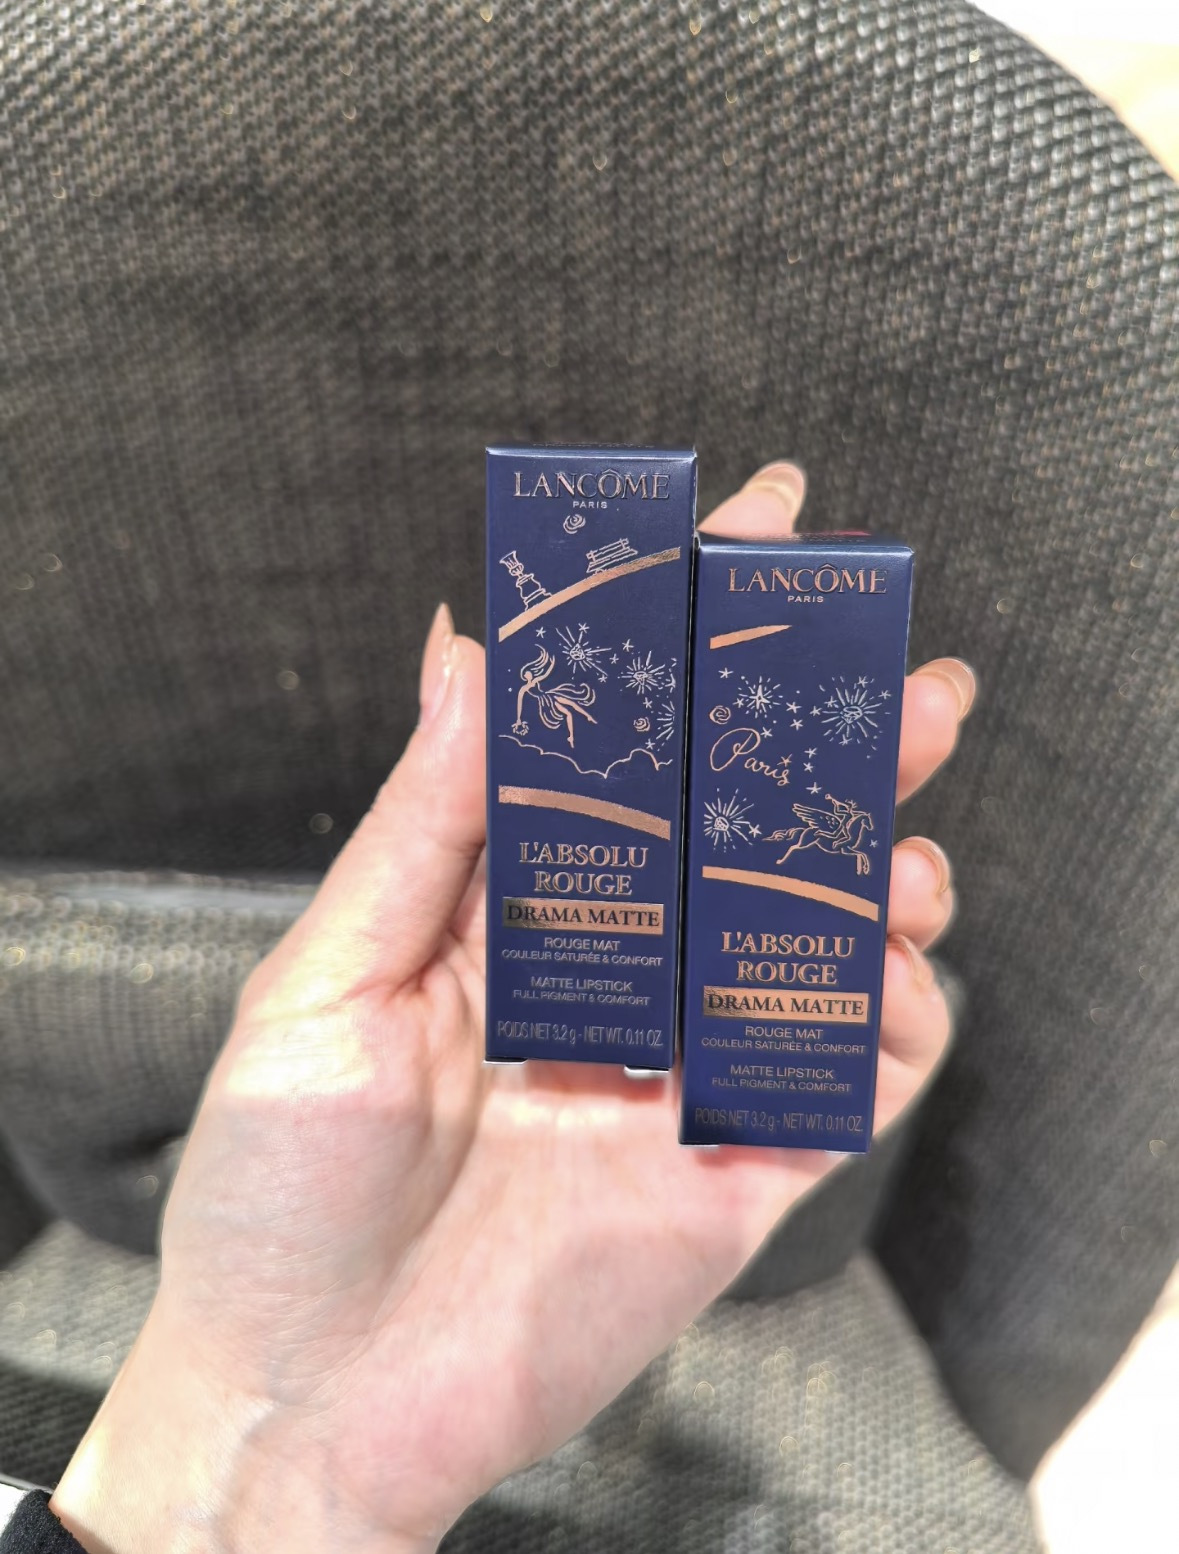 LANCÔME
PARIS
L'ABSOLU
ROUGE
DRAMA MATTE
ROUGE MAT
COULEUR SATURÉE & CONFORT
MATTE LIPSTICK
FULL PIGMENT & COMFORT
POIDS NET 3.2 g - NET WT. 0.11 OZ.
LANCÔME
PARIS
Paris
L'ABSOLU
ROUGE
DRAMA MATTE
ROUGE MAT
COULEUR SATURÉE & CONFORT
MATTE LIPSTICK
FULL PIGMENT & COMFORT
POIDS NET 3.2 g - NET WT. 0.11 OZ.